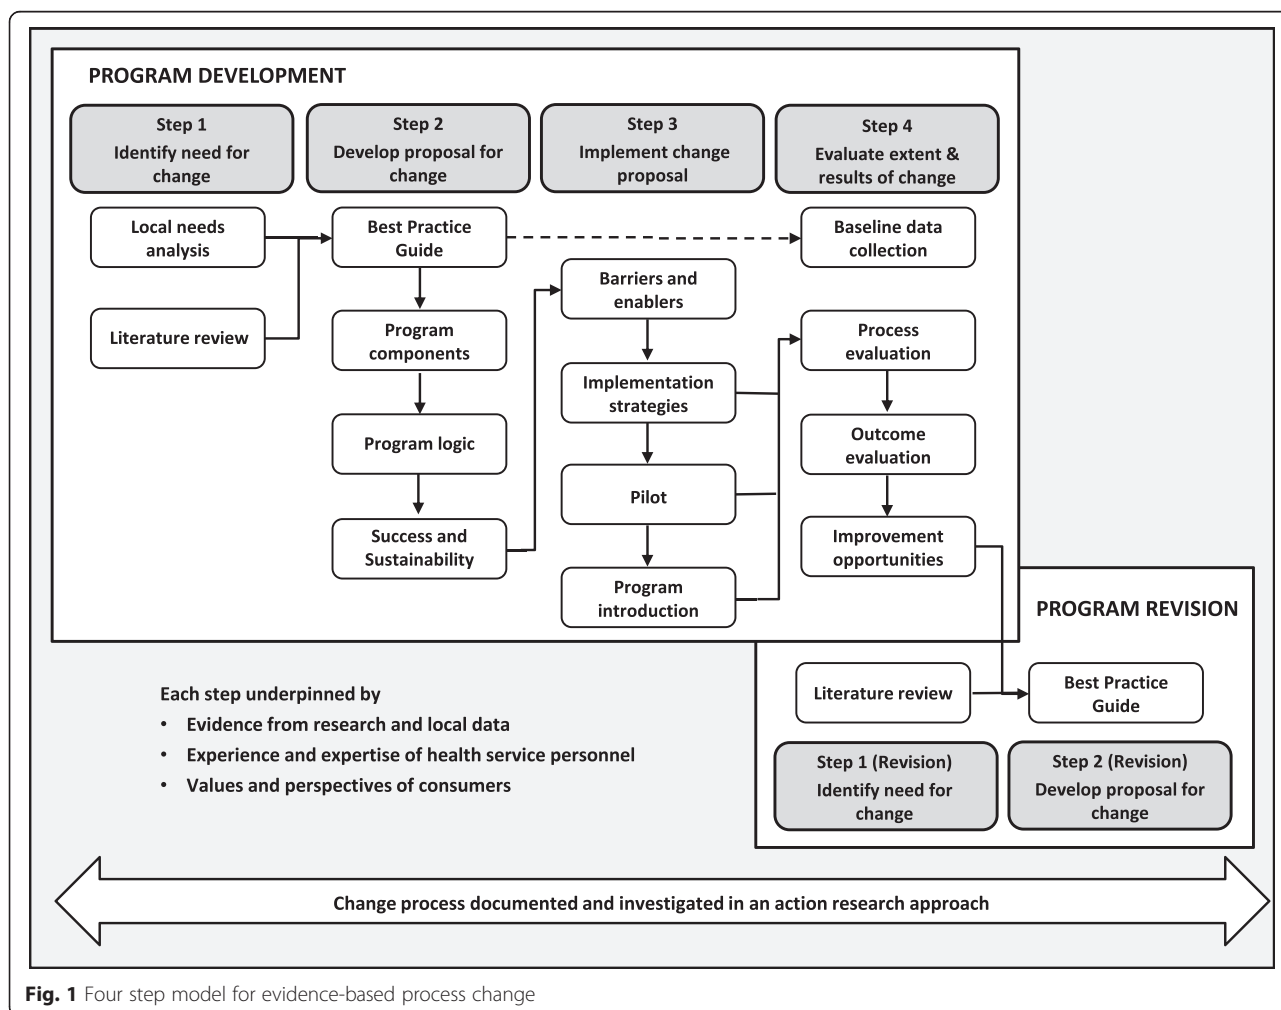 PROGRAM DEVELOPMENT
Step 1
Identify need for
change
Step 2
Develop proposal for
change
Step 3
Implement change
proposal
Step 4
Evaluate extent &
results of change
Local needs
analysis
Literature review
Best Practice
Guide
Program
components
Program logic
Success and
Sustainability
Barriers and
enablers
Implementation
strategies
Pilot
Program
introduction
Baseline data
collection
Process
evaluation
Outcome
evaluation
Improvement
opportunities
PROGRAM REVISION
Literature review
Best Practice
Guide
Step 1 (Revision)
Identify need for
change
Step 2 (Revision)
Develop proposal for
change
Each step underpinned by
• Evidence from research and local data
• Experience and expertise of health service personnel
• Values and perspectives of consumers
Change process documented and investigated in an action research approach
Fig. 1 Four step model for evidence-based process change